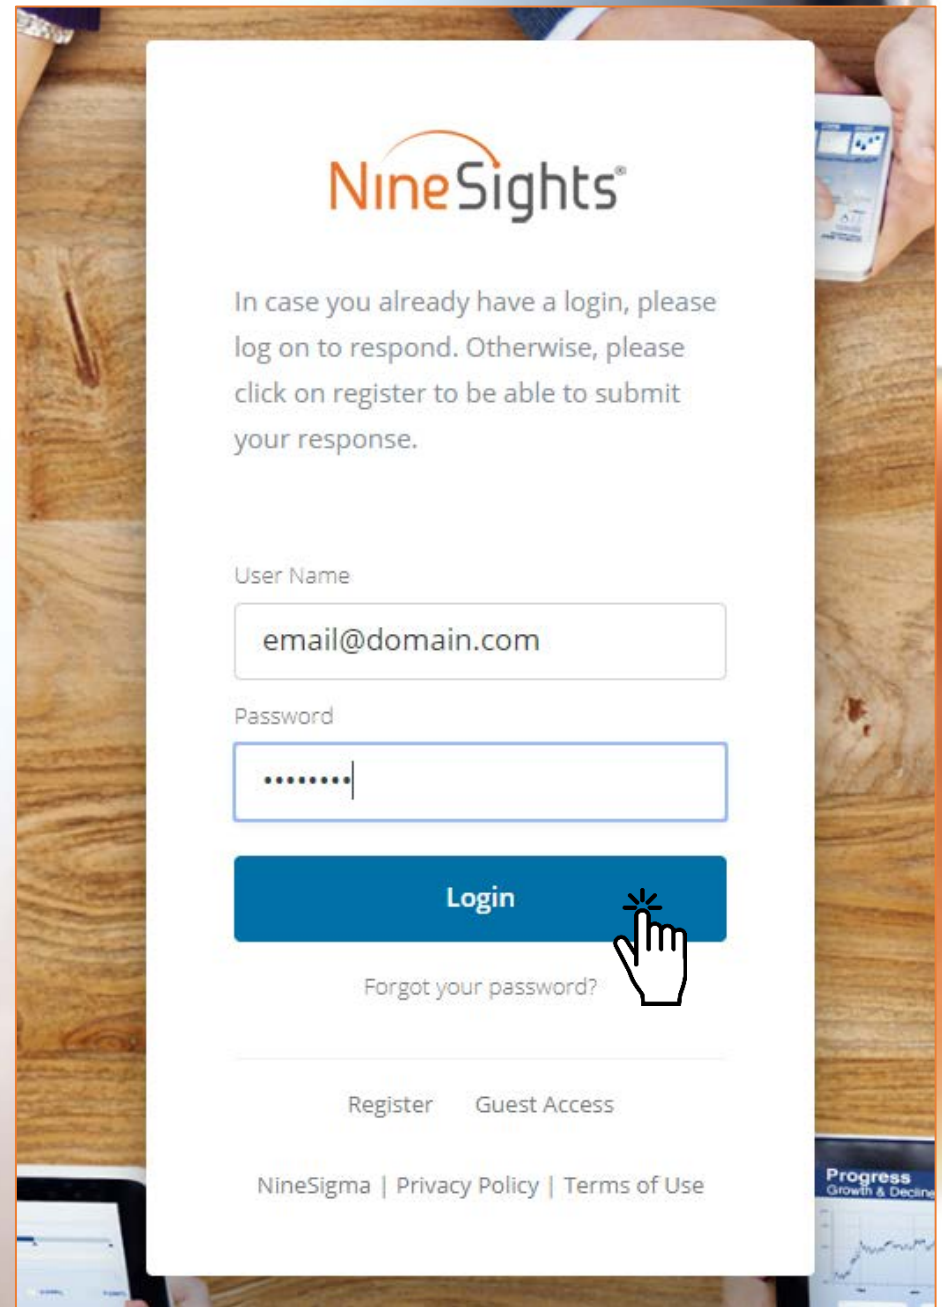 NineSights®
In case you already have a login, please
log on to respond. Otherwise, please
click on register to be able to submit
your response.
User Name
email@domain.com
Password
••••••••
Login
Forgot your password?
Register Guest Access
NineSigma | Privacy Policy | Terms of Use
Progress
Growth & Decline